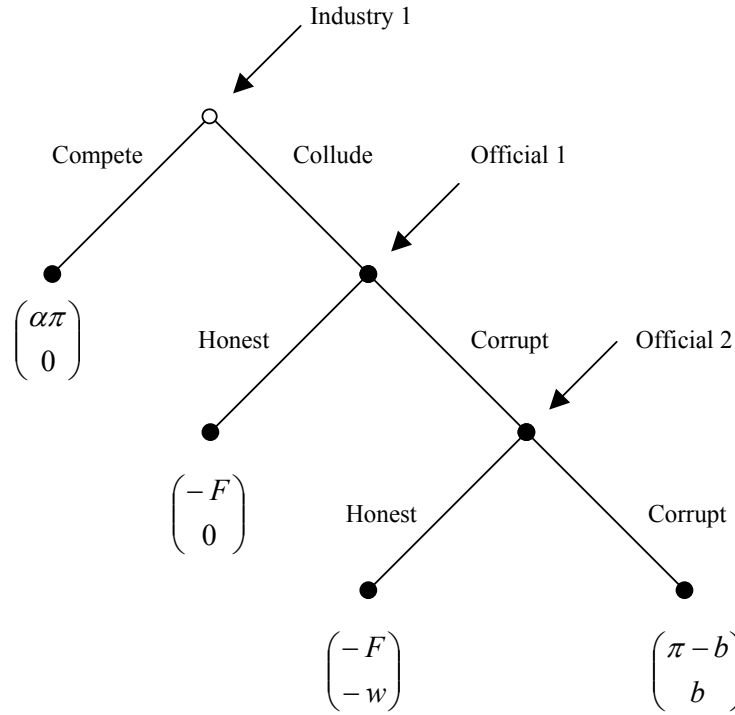 Industry 1
Compete
Collude
Official 1
απ
0
Honest
Corrupt
Official 2
− F
0
Honest
Corrupt
− F
− w
π − b
b